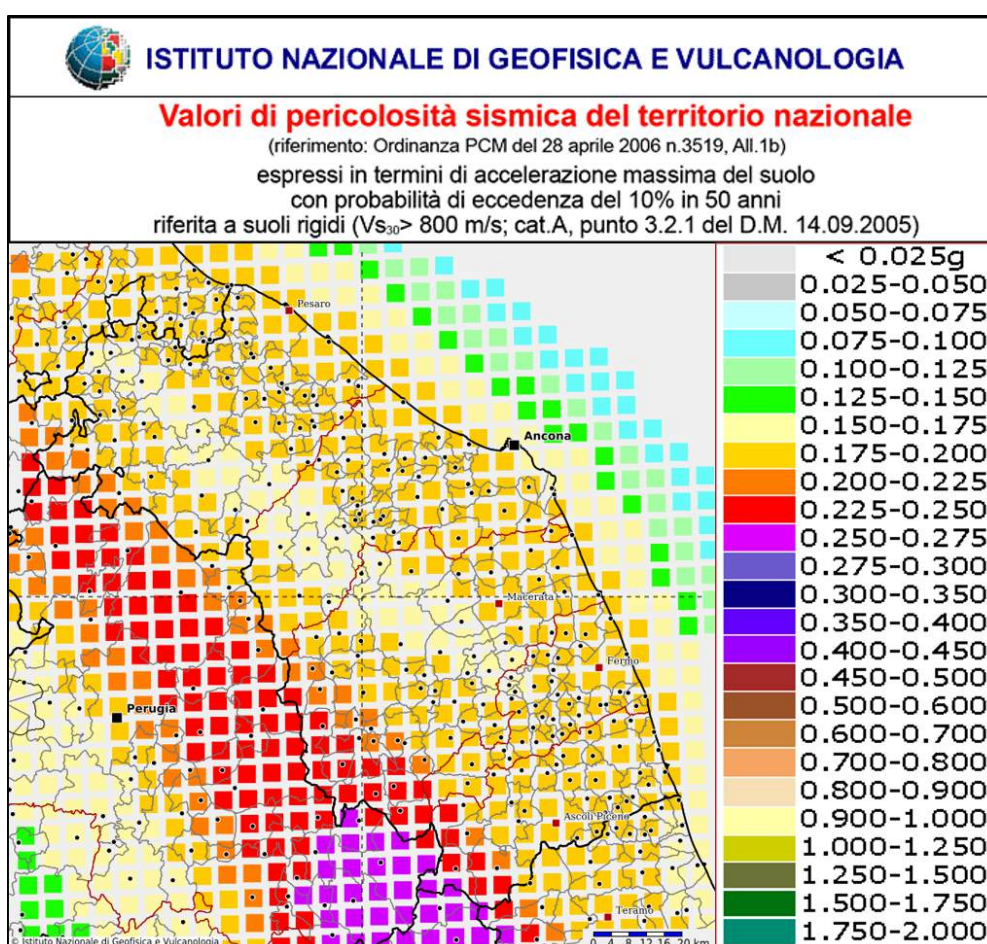 ISTITUTO NAZIONALE DI GEOFISICA E VULCANOLOGIA
Valori di pericolosità sismica del territorio nazionale
(riferimento: Ordinanza PCM del 28 aprile 2006 n.3519, All.1b)
espressi in termini di accelerazione massima del suolo
con probabilità di eccedenza del 10% in 50 anni
riferita a suoli rigidi (Vs₃₀> 800 m/s; cat.A, punto 3.2.1 del D.M. 14.09.2005)
Pesaro
Ancona
Macerata
Fermo
Perugia
Ascoli Piceno
Teramo
© Istituto Nazionale di Geofisica e Vulcanologia
0 4 8 12 16 20 km
< 0.025g
0.025-0.050
0.050-0.075
0.075-0.100
0.100-0.125
0.125-0.150
0.150-0.175
0.175-0.200
0.200-0.225
0.225-0.250
0.250-0.275
0.275-0.300
0.300-0.350
0.350-0.400
0.400-0.450
0.450-0.500
0.500-0.600
0.600-0.700
0.700-0.800
0.800-0.900
0.900-1.000
1.000-1.250
1.250-1.500
1.500-1.750
1.750-2.000